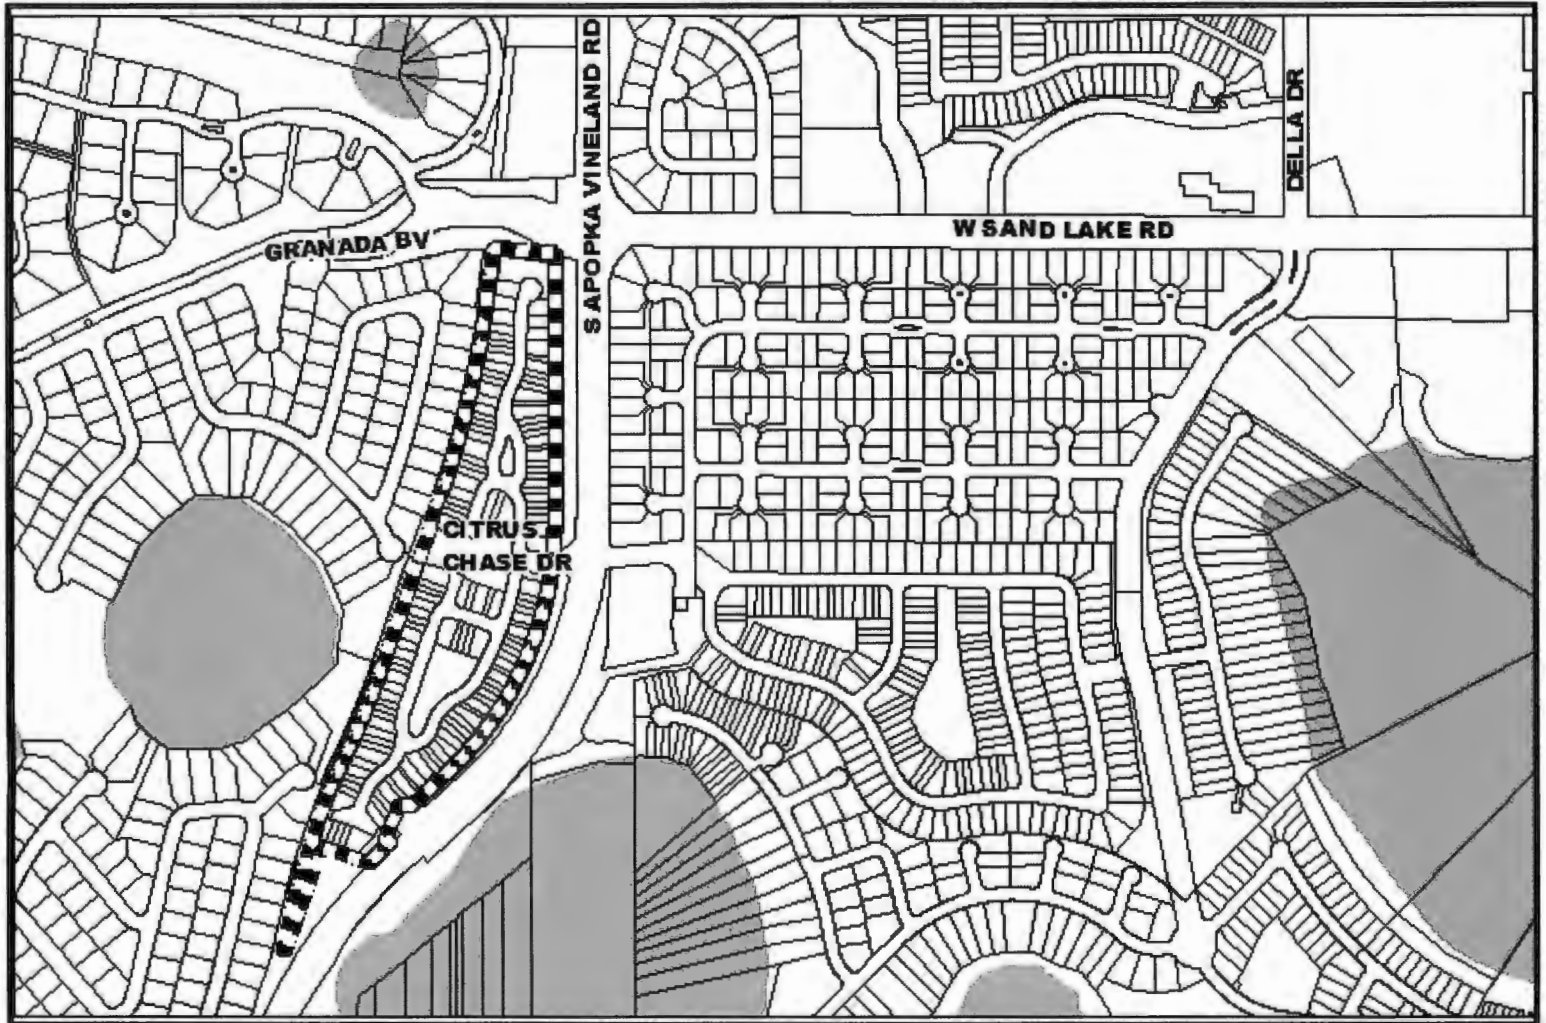 S APOPKA VINELAND RD
DELLA DR
W SAND LAKE RD
GRANADA BV
CITRUS
CHASE DR